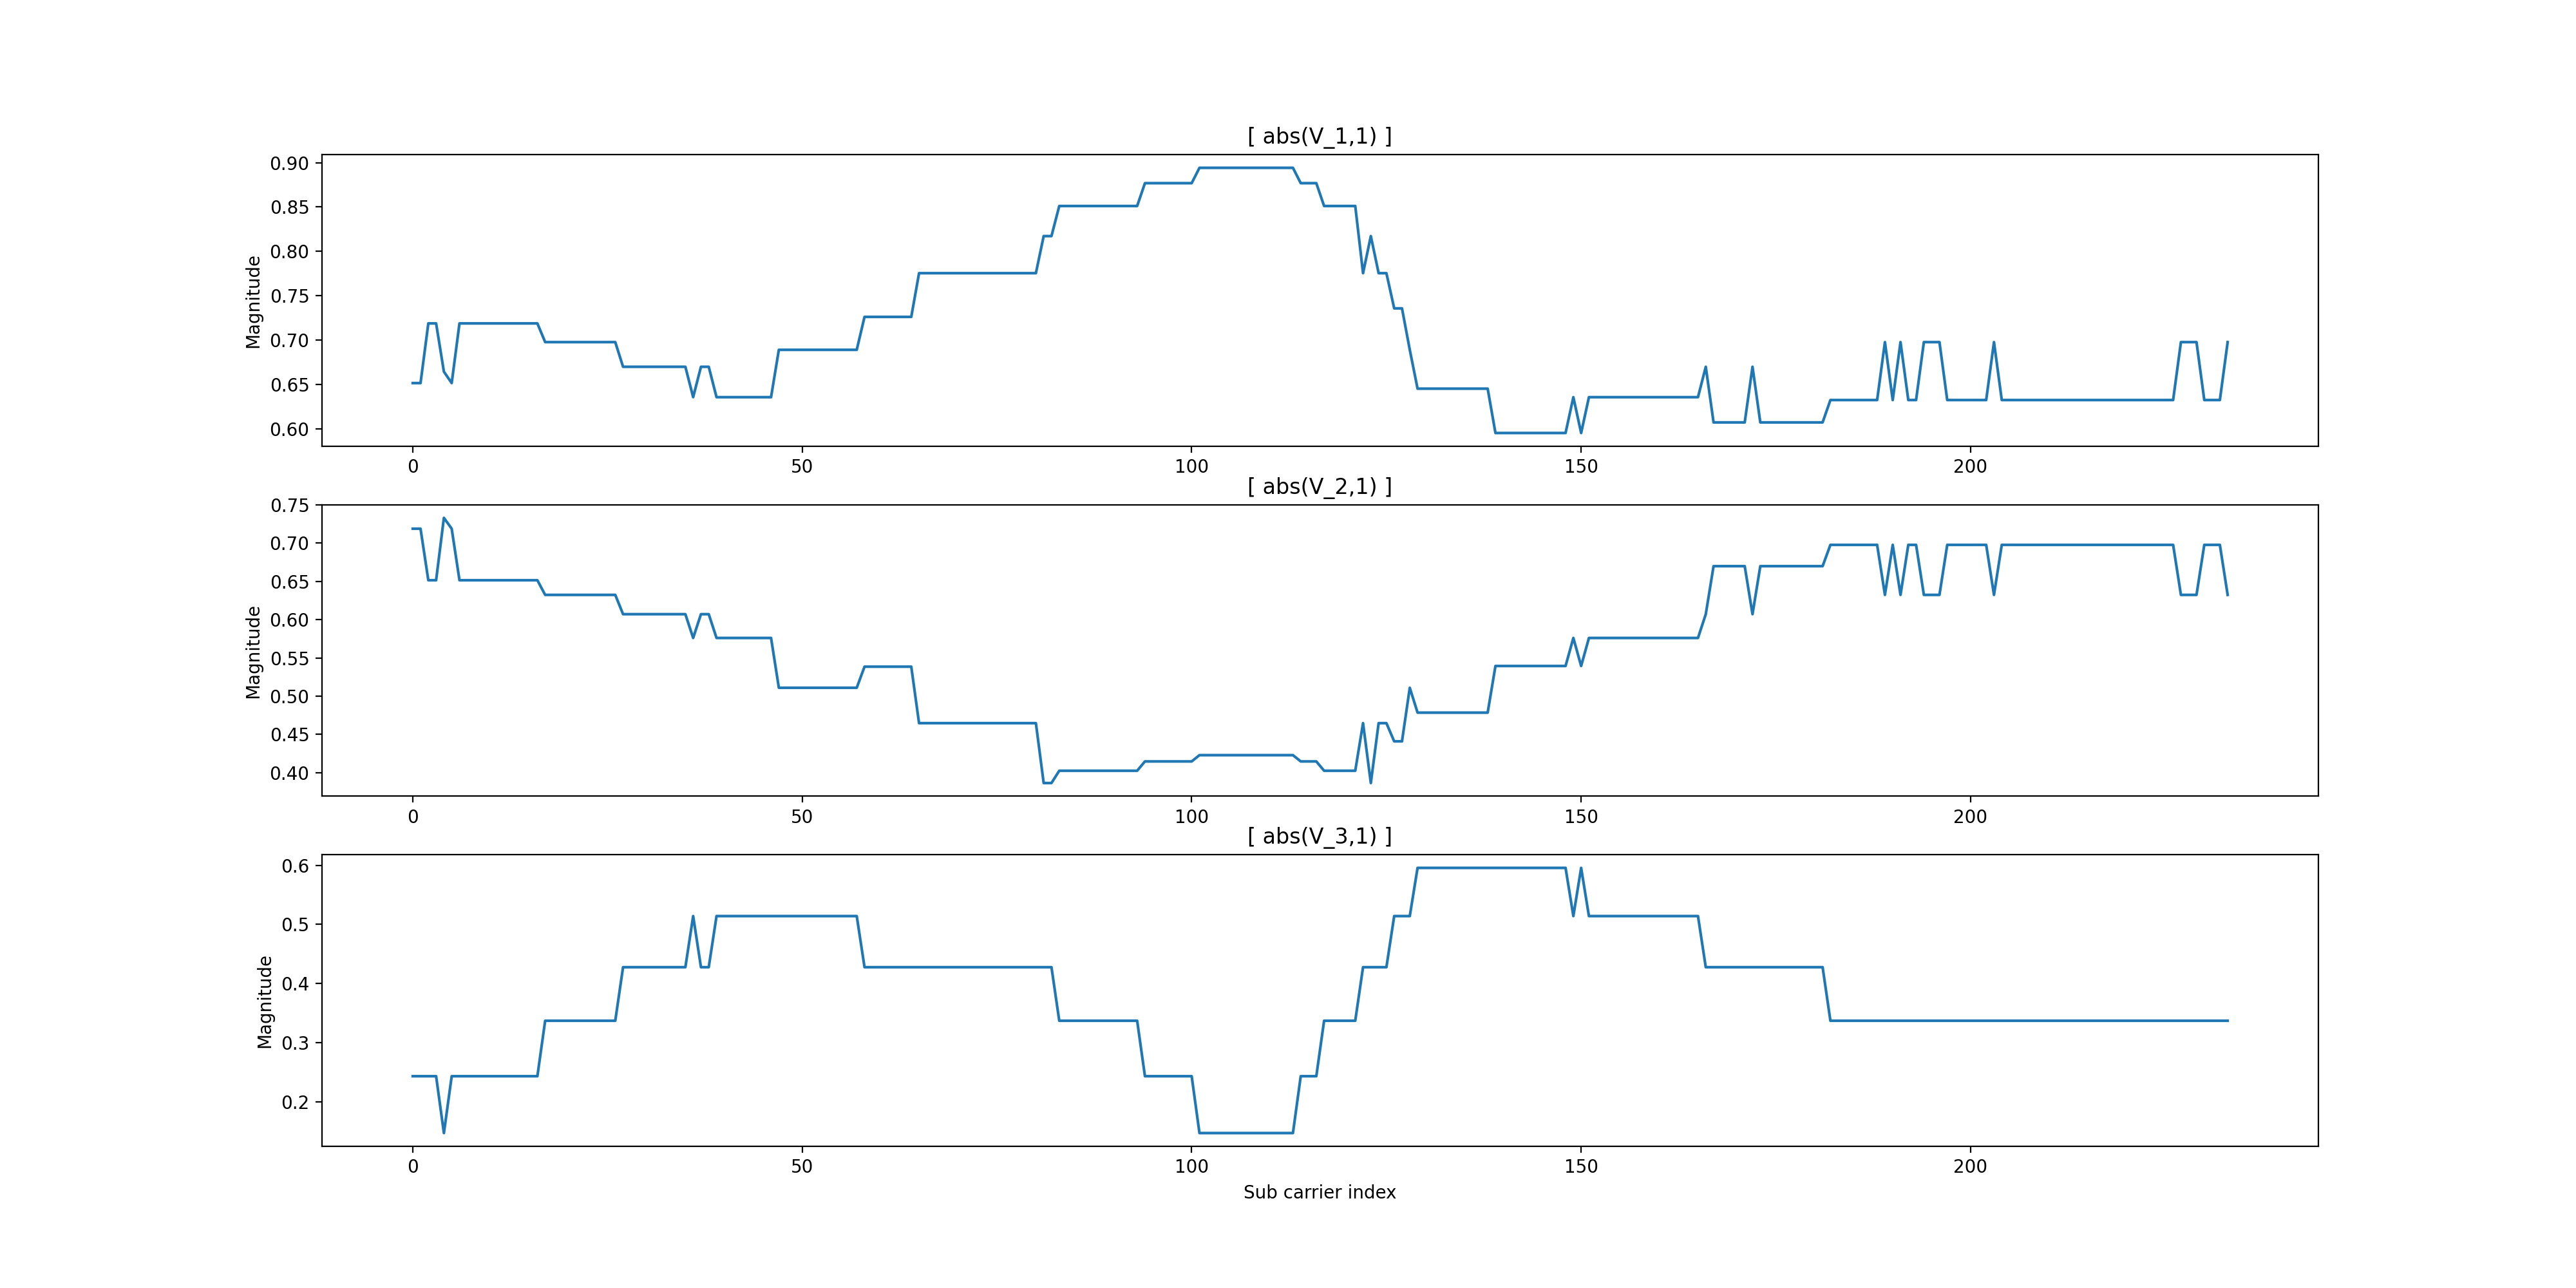 [ abs(V_1,1) ]
Magnitude
0.90
0.85
0.80
0.75
0.70
0.65
0.60
0 50 100 150 200
[ abs(V_2,1) ]
Magnitude
0.75
0.70
0.65
0.60
0.55
0.50
0.45
0.40
0 50 100 150 200
[ abs(V_3,1) ]
Magnitude
0.6
0.5
0.4
0.3
0.2
0 50 100 150 200
Sub carrier index